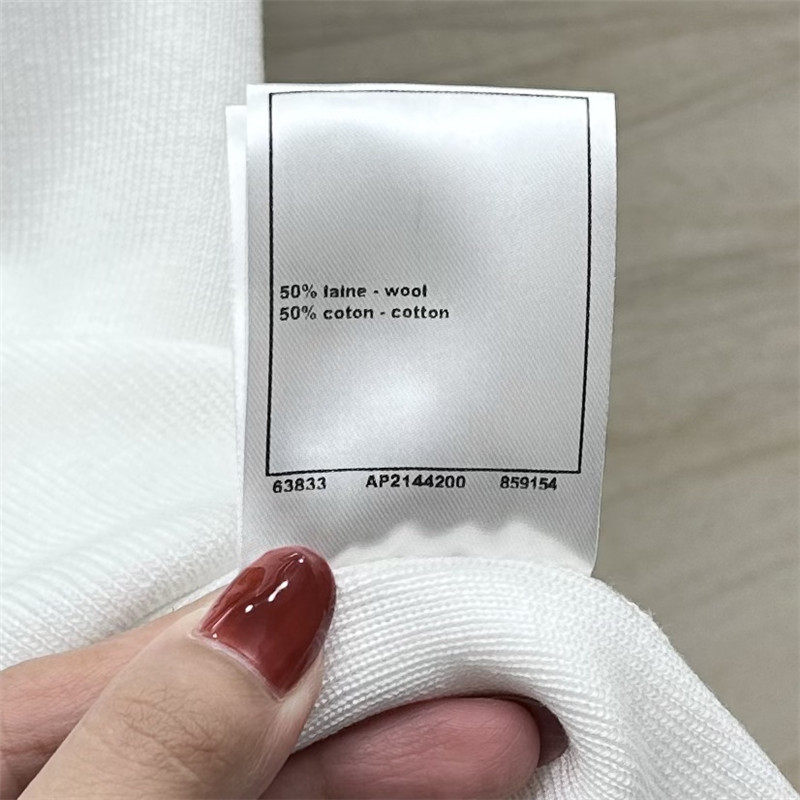 50% laine - wool
50% coton - cotton
63833 AP2144200 859154